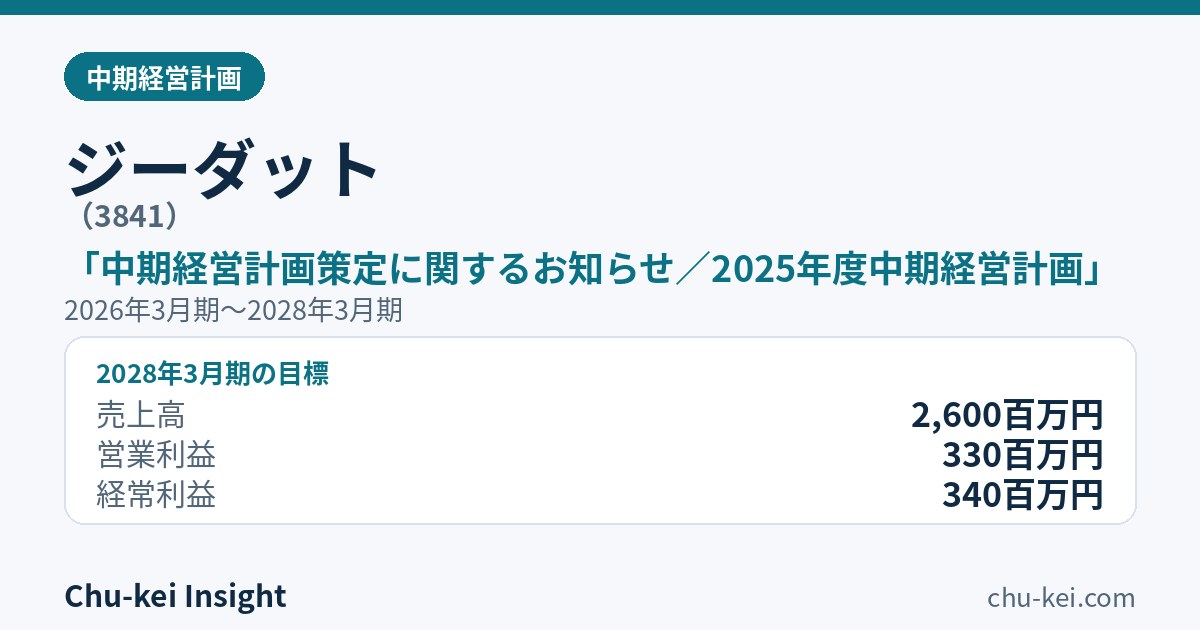 中期経営計画
ジーダット
（3841）
「中期経営計画策定に関するお知らせ／2025年度中期経営計画」
2026年3月期～2028年3月期
2028年3月期の目標
売上高 2,600百万円
営業利益 330百万円
経常利益 340百万円
Chu-kei Insight chu-kei.com